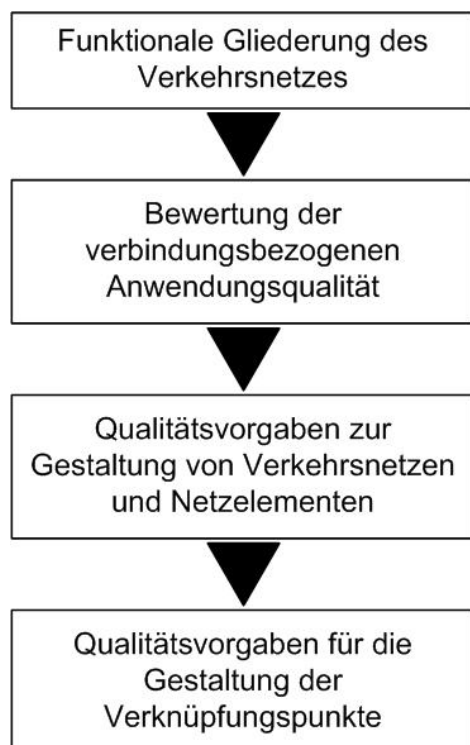 Funktionale Gliederung des
Verkehrsnetzes
Bewertung der
verbindungsbezogenen
Anwendungsqualität
Qualitätsvorgaben zur
Gestaltung von Verkehrsnetzen
und Netzelementen
Qualitätsvorgaben für die
Gestaltung der
Verknüpfungspunkte